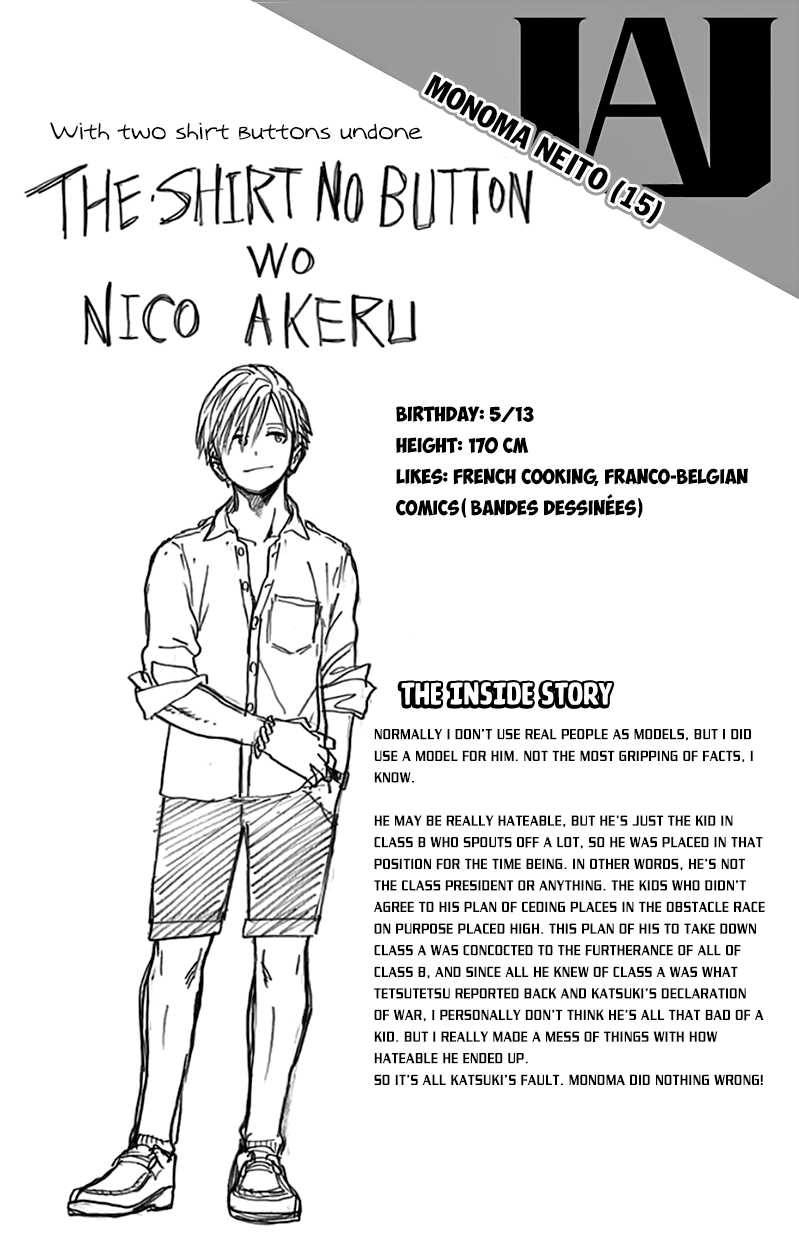 UA
MONOMA NEITO (15)
With two shirt Buttons undone
THE·SHIRT NO BUTTON
WO
NICO AKERU
BIRTHDAY: 5/13
HEIGHT: 170 CM
LIKES: FRENCH COOKING, FRANCO-BELGIAN
COMICS( BANDES DESSINÉES)
THE INSIDE STORY
NORMALLY I DON'T USE REAL PEOPLE AS MODELS, BUT I DID
USE A MODEL FOR HIM. NOT THE MOST GRIPPING OF FACTS, I
KNOW.
HE MAY BE REALLY HATEABLE, BUT HE'S JUST THE KID IN
CLASS B WHO SPOUTS OFF A LOT, SO HE WAS PLACED IN THAT
POSITION FOR THE TIME BEING. IN OTHER WORDS, HE'S NOT
THE CLASS PRESIDENT OR ANYTHING. THE KIDS WHO DIDN'T
AGREE TO HIS PLAN OF CEDING PLACES IN THE OBSTACLE RACE
ON PURPOSE PLACED HIGH. THIS PLAN OF HIS TO TAKE DOWN
CLASS A WAS CONCOCTED TO THE FURTHERANCE OF ALL OF
CLASS B, AND SINCE ALL HE KNEW OF CLASS A WAS WHAT
TETSUTETSU REPORTED BACK AND KATSUKI'S DECLARATION
OF WAR, I PERSONALLY DON'T THINK HE'S ALL THAT BAD OF A
KID. BUT I REALLY MADE A MESS OF THINGS WITH HOW
HATEABLE HE ENDED UP.
SO IT'S ALL KATSUKI'S FAULT. MONOMA DID NOTHING WRONG!